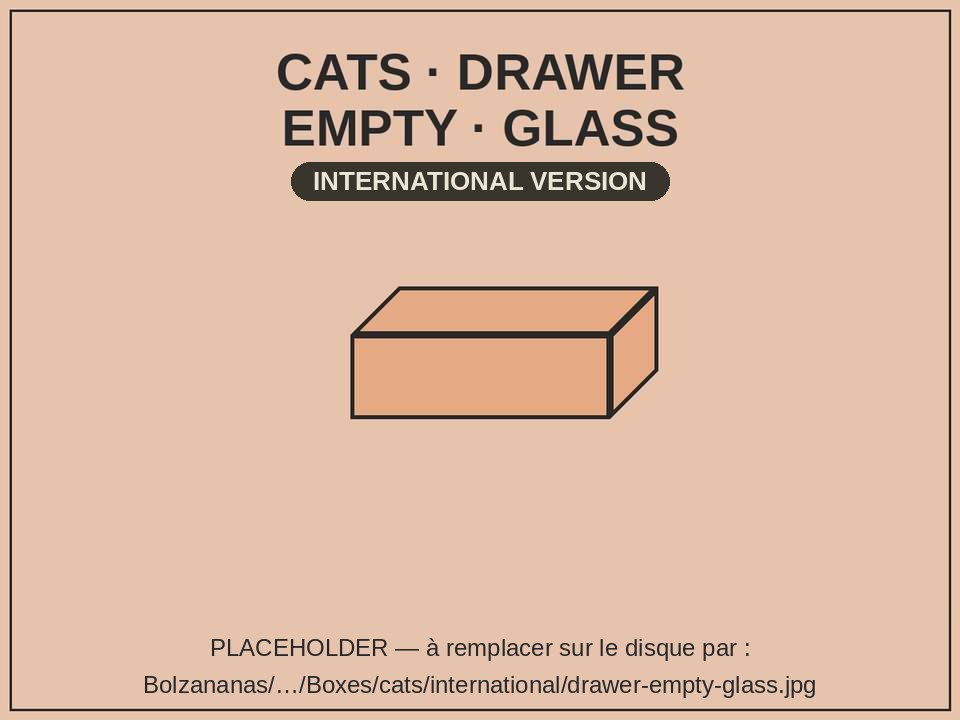 CATS · DRAWER
EMPTY · GLASS
INTERNATIONAL VERSION
PLACEHOLDER — à remplacer sur le disque par :
Bolzananas/…/Boxes/cats/international/drawer-empty-glass.jpg